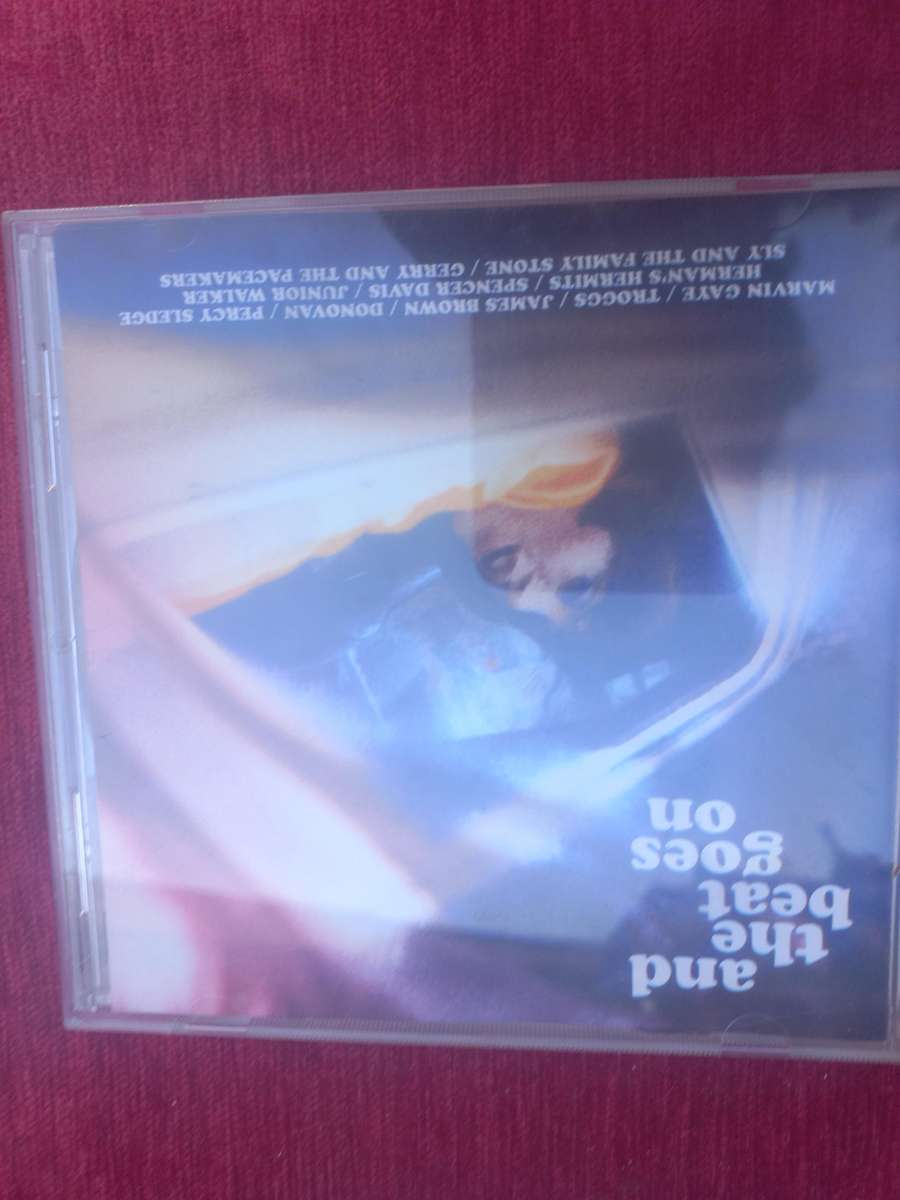 and
the
beat
goes
on
MARVIN GAYE / TROGGS / JAMES BROWN / DONOVAN / PERCY SLEDGE
HERMAN'S HERMITS / SPENCER DAVIS / JUNIOR WALKER
SLY AND THE FAMILY STONE / GERRY AND THE PACEMAKERS